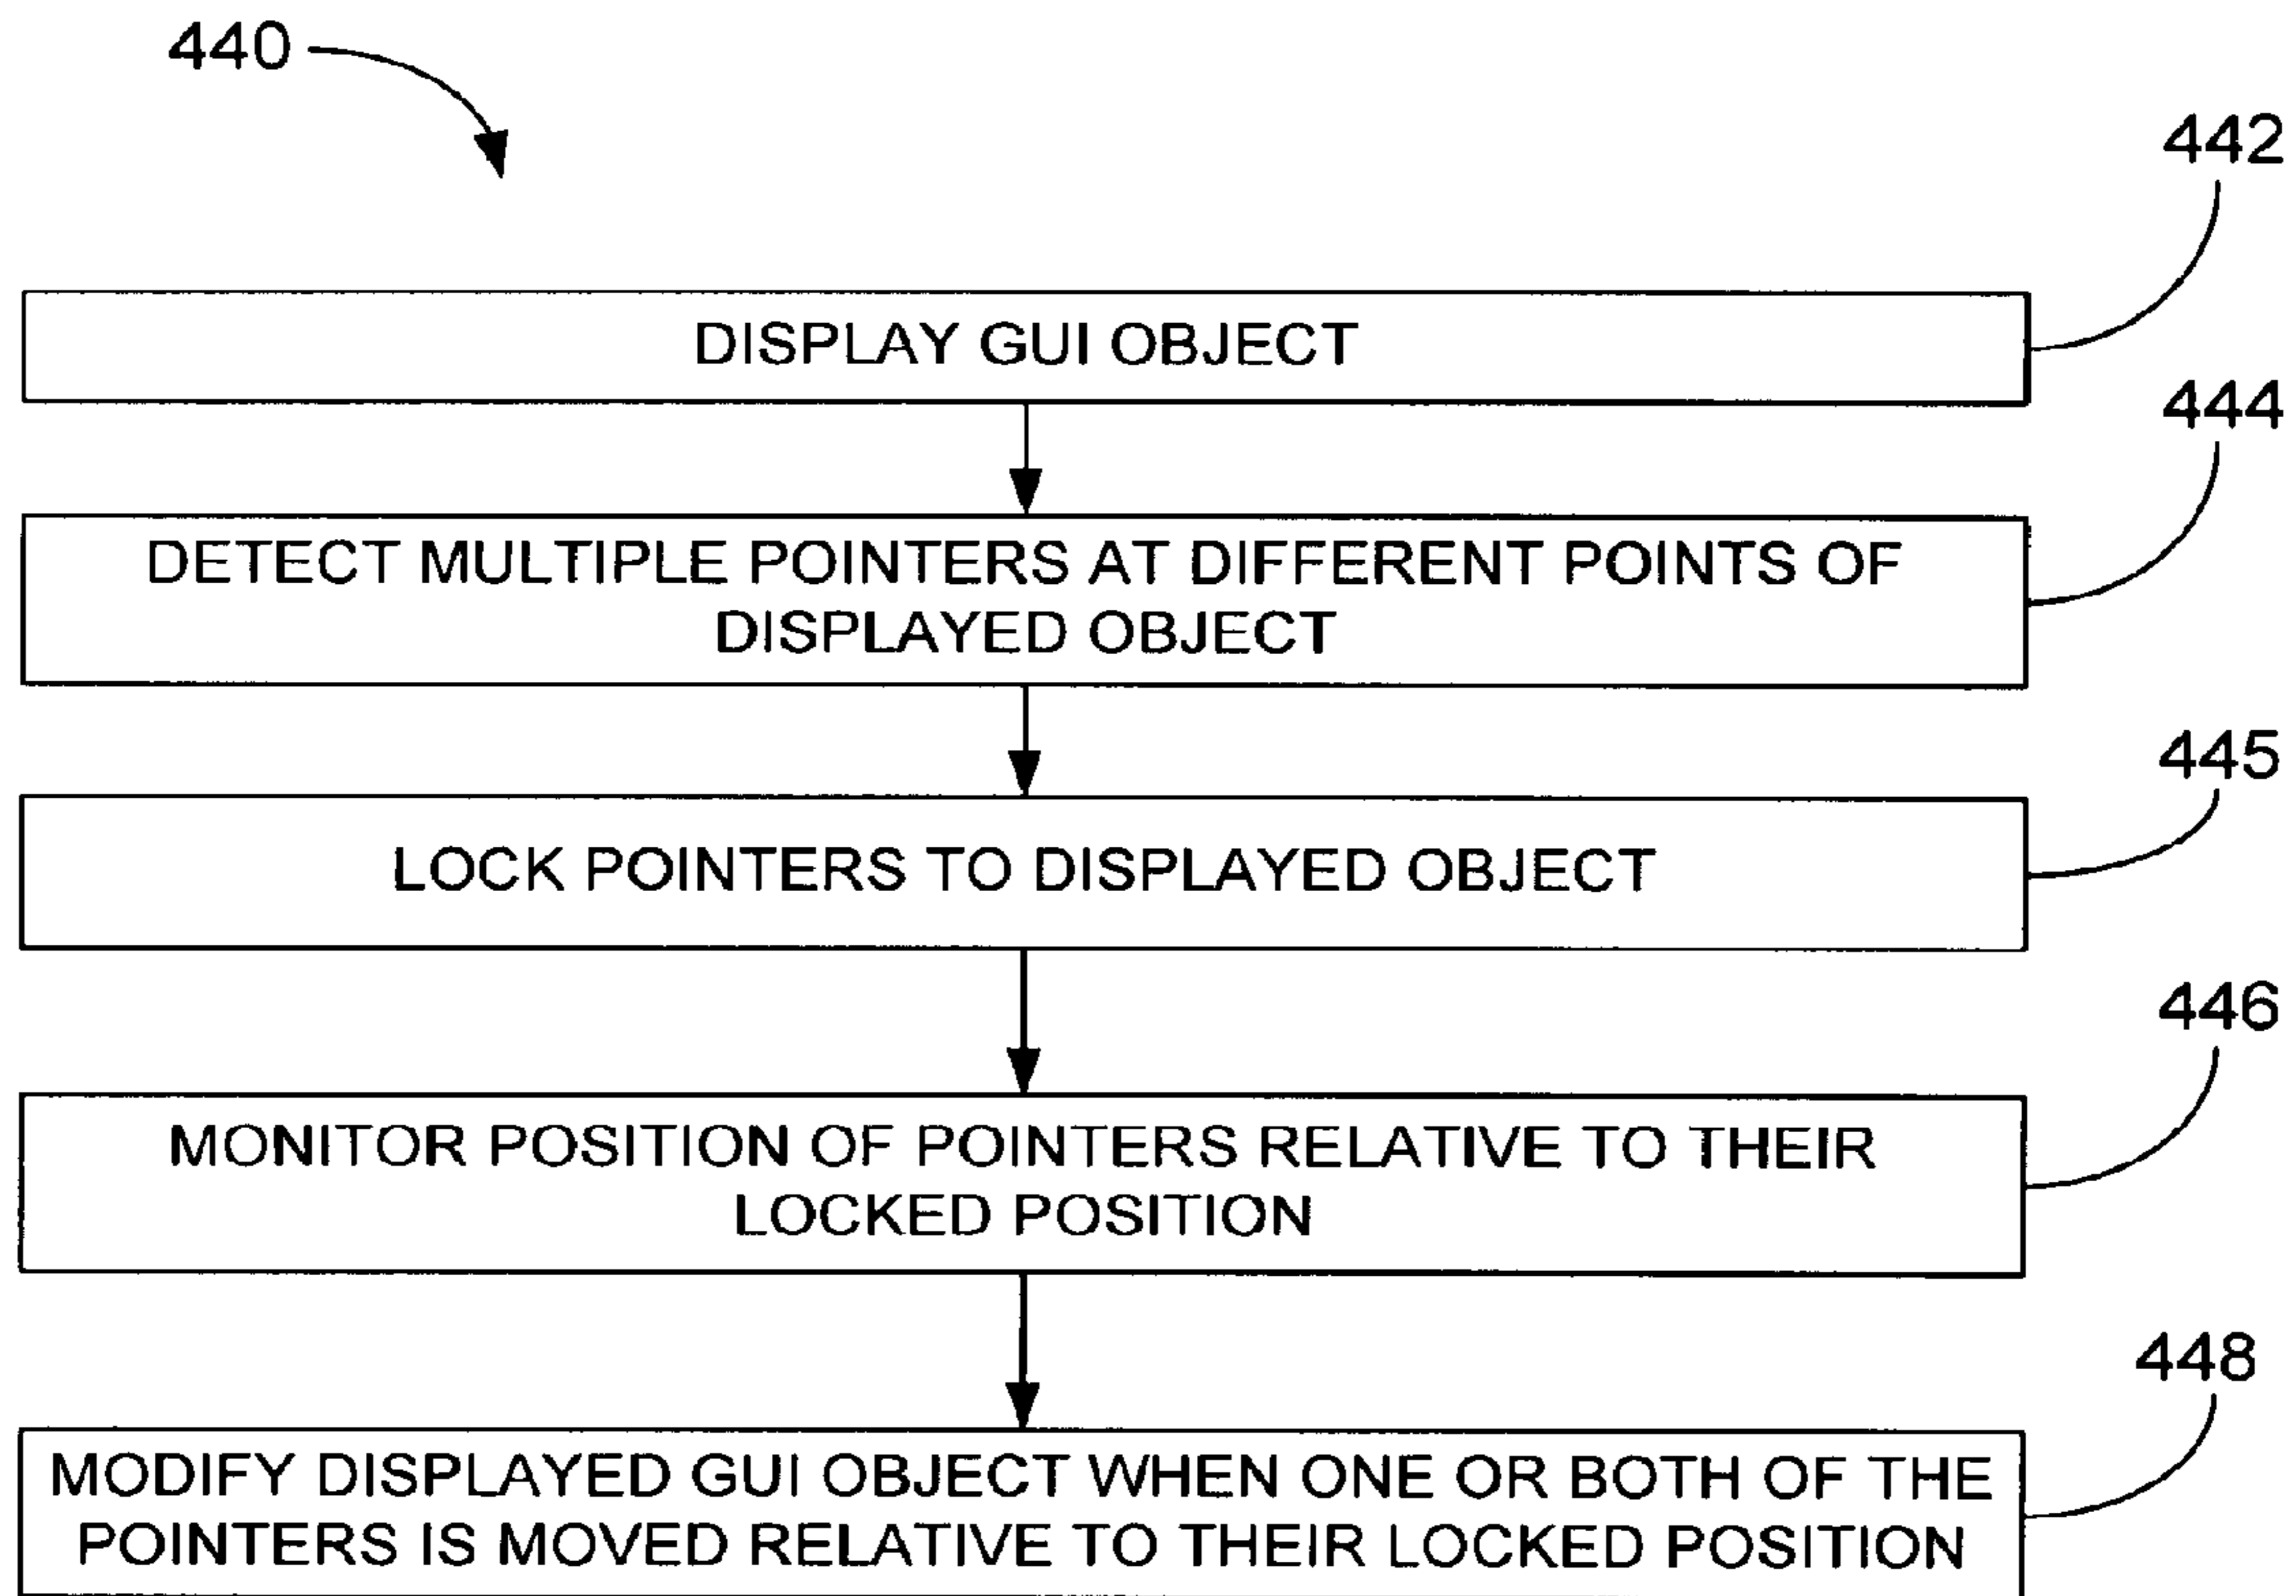 440
442
DISPLAY GUI OBJECT
444
DETECT MULTIPLE POINTERS AT DIFFERENT POINTS OF
DISPLAYED OBJECT
445
LOCK POINTERS TO DISPLAYED OBJECT
446
MONITOR POSITION OF POINTERS RELATIVE TO THEIR
LOCKED POSITION
448
MODIFY DISPLAYED GUI OBJECT WHEN ONE OR BOTH OF THE
POINTERS IS MOVED RELATIVE TO THEIR LOCKED POSITION